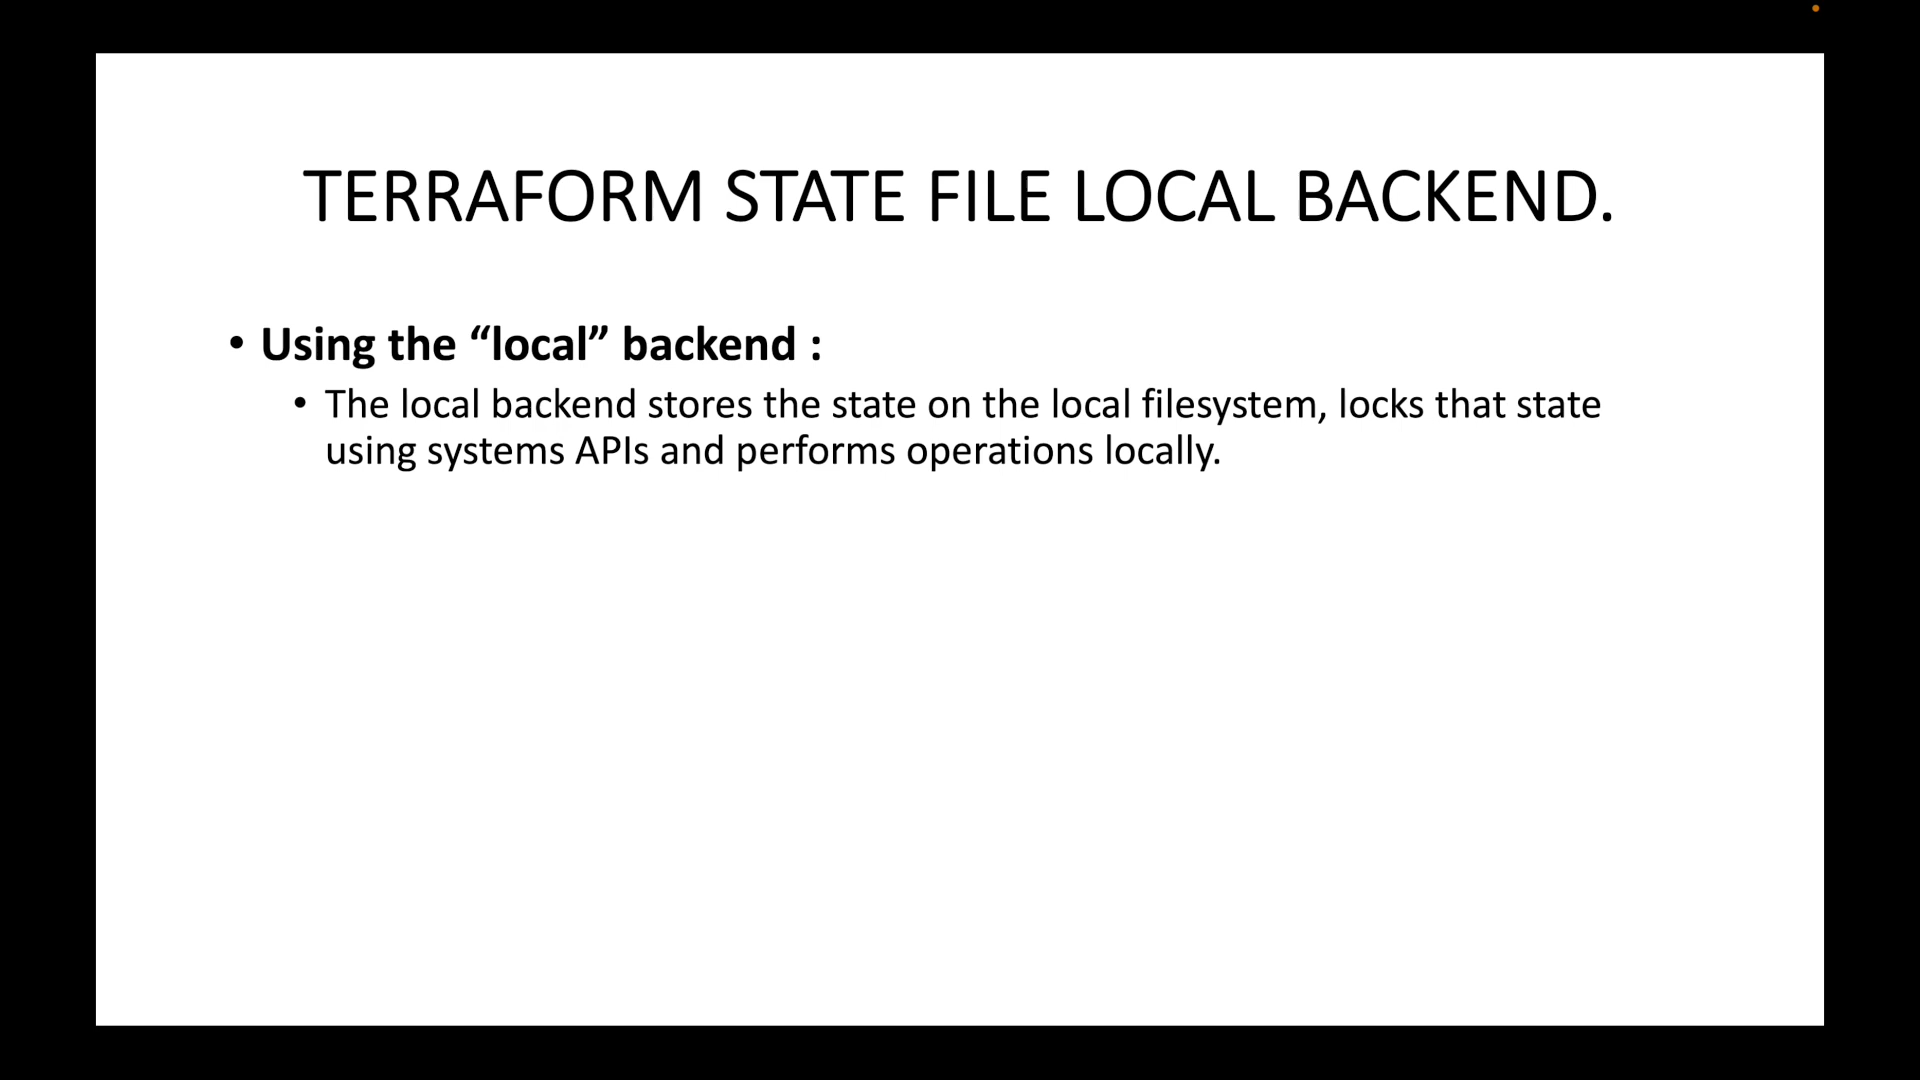 TERRAFORM STATE FILE LOCAL BACKEND.
• Using the “local” backend :
• The local backend stores the state on the local filesystem, locks that state
using systems APIs and performs operations locally.